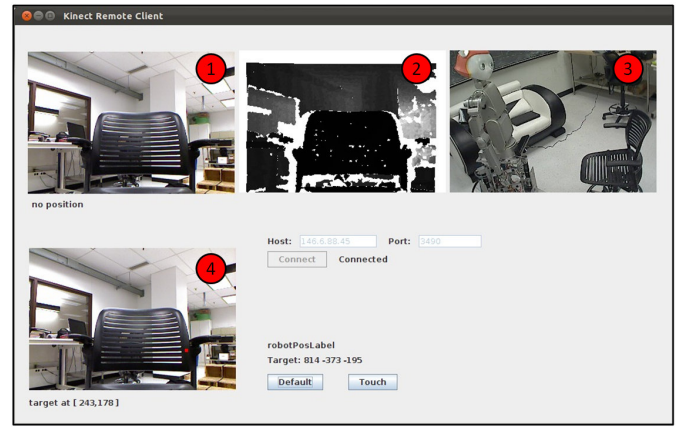 Kinect Remote Client
1
2
3
no position
4
Host: 146.6.88.45 Port: 3490
Connect Connected
robotPosLabel
Target: 814 -373 -195
Default Touch
target at [ 243,178 ]